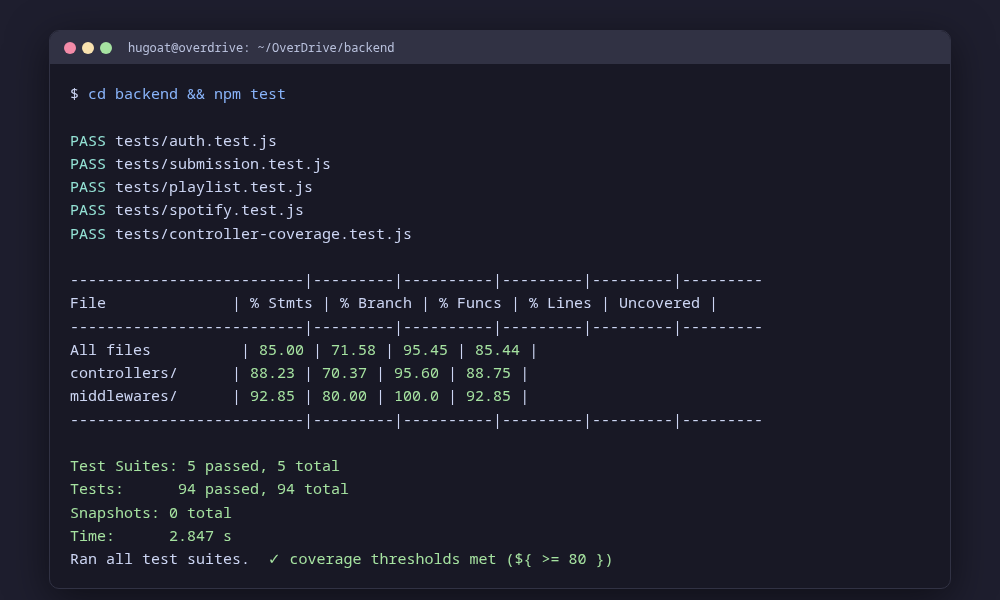 hugoat@overdrive: ~/OverDrive/backend
$ cd backend && npm test
PASS tests/auth.test.js
PASS tests/submission.test.js
PASS tests/playlist.test.js
PASS tests/spotify.test.js
PASS tests/controller-coverage.test.js
--------------------------|---------|----------|---------|---------|---------
File              | % Stmts | % Branch | % Funcs | % Lines | Uncovered |
--------------------------|---------|----------|---------|---------|---------
All files          | 85.00 | 71.58 | 95.45 | 85.44 |
controllers/      | 88.23 | 70.37 | 95.60 | 88.75 |
middlewares/      | 92.85 | 80.00 | 100.0 | 92.85 |
--------------------------|---------|----------|---------|---------|---------
Test Suites: 5 passed, 5 total
Tests:      94 passed, 94 total
Snapshots: 0 total
Time:      2.847 s
Ran all test suites.  ✓ coverage thresholds met (${ >= 80 })